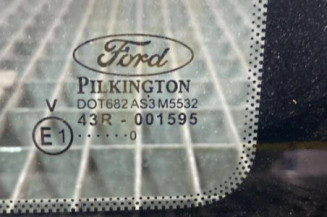 Ford
PILKINGTON
DOT682 AS3 M5532
V 43R - 001595
E1 ······0